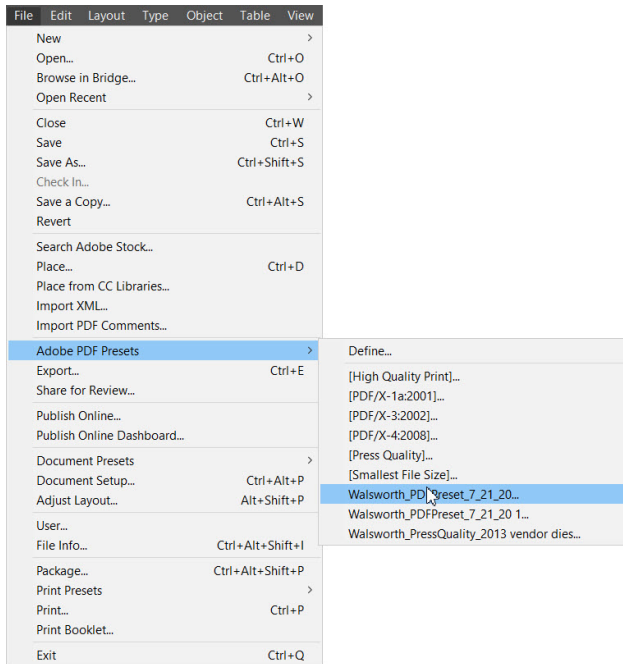 File Edit Layout Type Object Table View
New >
Open... Ctrl+O
Browse in Bridge... Ctrl+Alt+O
Open Recent >
Close Ctrl+W
Save Ctrl+S
Save As... Ctrl+Shift+S
Check In...
Save a Copy... Ctrl+Alt+S
Revert
Search Adobe Stock...
Place... Ctrl+D
Place from CC Libraries...
Import XML...
Import PDF Comments...
Adobe PDF Presets >
Export... Ctrl+E
Share for Review...
Publish Online...
Publish Online Dashboard...
Document Presets >
Document Setup... Ctrl+Alt+P
Adjust Layout... Alt+Shift+P
User...
File Info... Ctrl+Alt+Shift+I
Package... Ctrl+Alt+Shift+P
Print Presets >
Print... Ctrl+P
Print Booklet...
Exit Ctrl+Q
Define...
[High Quality Print]...
[PDF/X-1a:2001]...
[PDF/X-3:2002]...
[PDF/X-4:2008]...
[Press Quality]...
[Smallest File Size]...
Walsworth_PDFPreset_7_21_20...
Walsworth_PDFPreset_7_21_20 1...
Walsworth_PressQuality_2013 vendor dies...